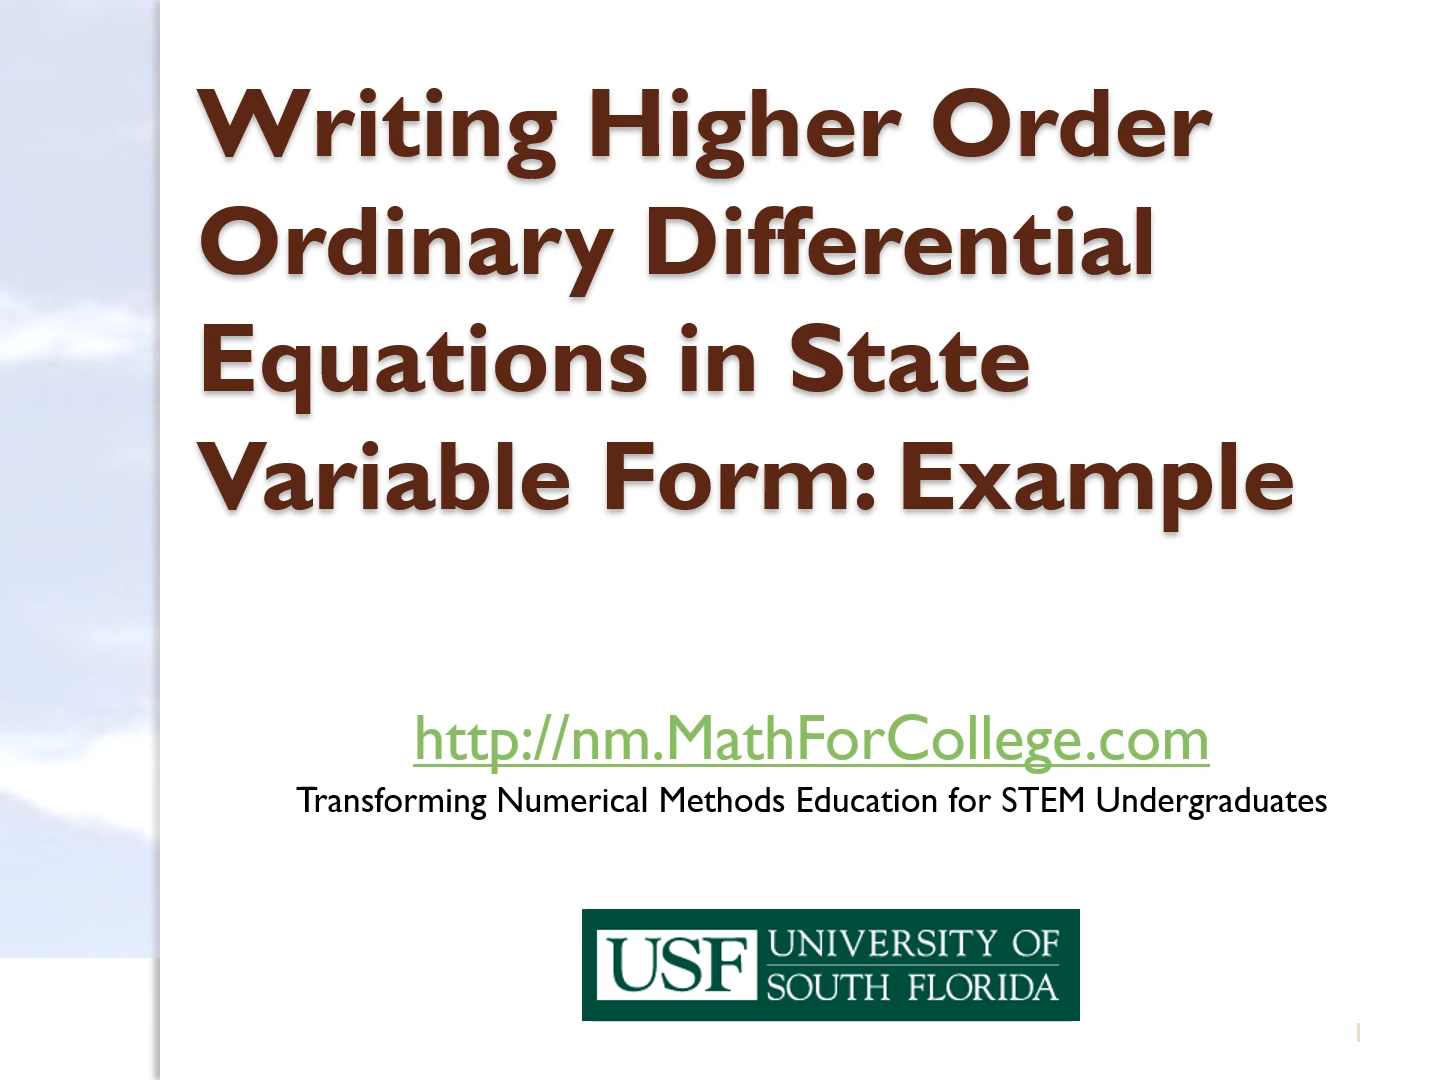 Writing Higher Order
Ordinary Differential
Equations in State
Variable Form: Example
http://nm.MathForCollege.com
Transforming Numerical Methods Education for STEM Undergraduates
USF UNIVERSITY OF
SOUTH FLORIDA
1